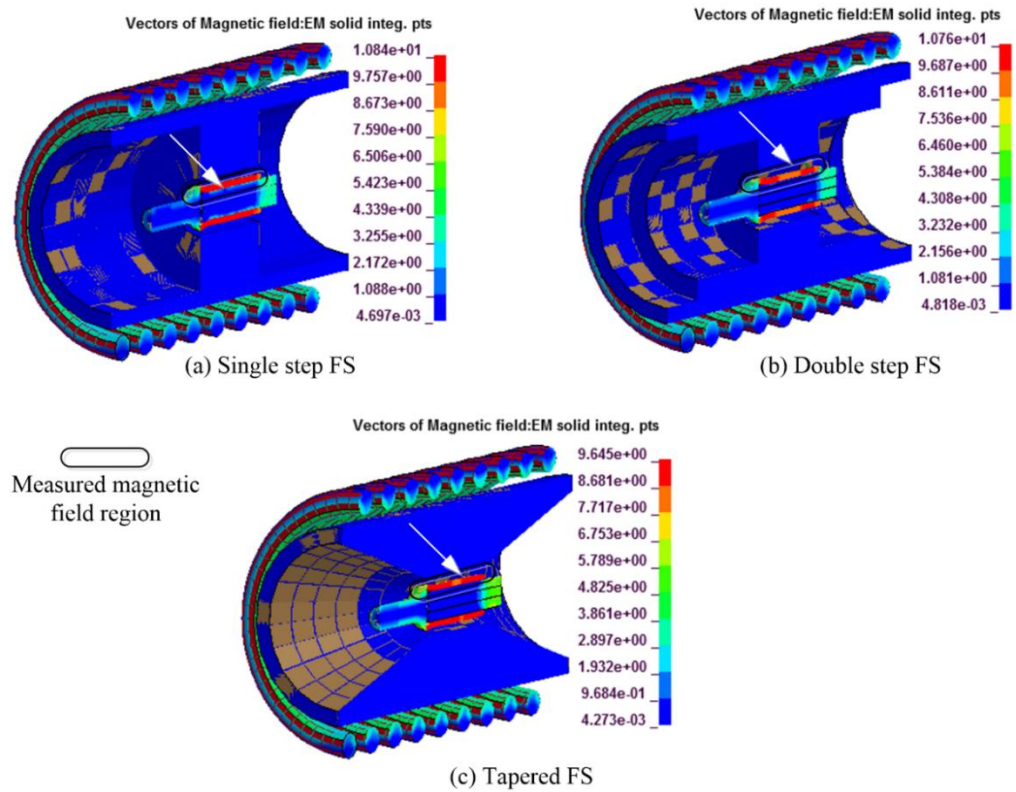 Vectors of Magnetic field:EM solid integ. pts
1.084e+01
9.757e+00
8.673e+00
7.590e+00
6.506e+00
5.423e+00
4.339e+00
3.255e+00
2.172e+00
1.088e+00
4.697e-03
(a) Single step FS
Vectors of Magnetic field:EM solid integ. pts
1.076e+01
9.687e+00
8.611e+00
7.536e+00
6.460e+00
5.384e+00
4.308e+00
3.232e+00
2.156e+00
1.081e+00
4.818e-03
(b) Double step FS
Measured magnetic
field region
Vectors of Magnetic field:EM solid integ. pts
9.645e+00
8.681e+00
7.717e+00
6.753e+00
5.789e+00
4.825e+00
3.861e+00
2.897e+00
1.932e+00
9.684e-01
4.273e-03
(c) Tapered FS